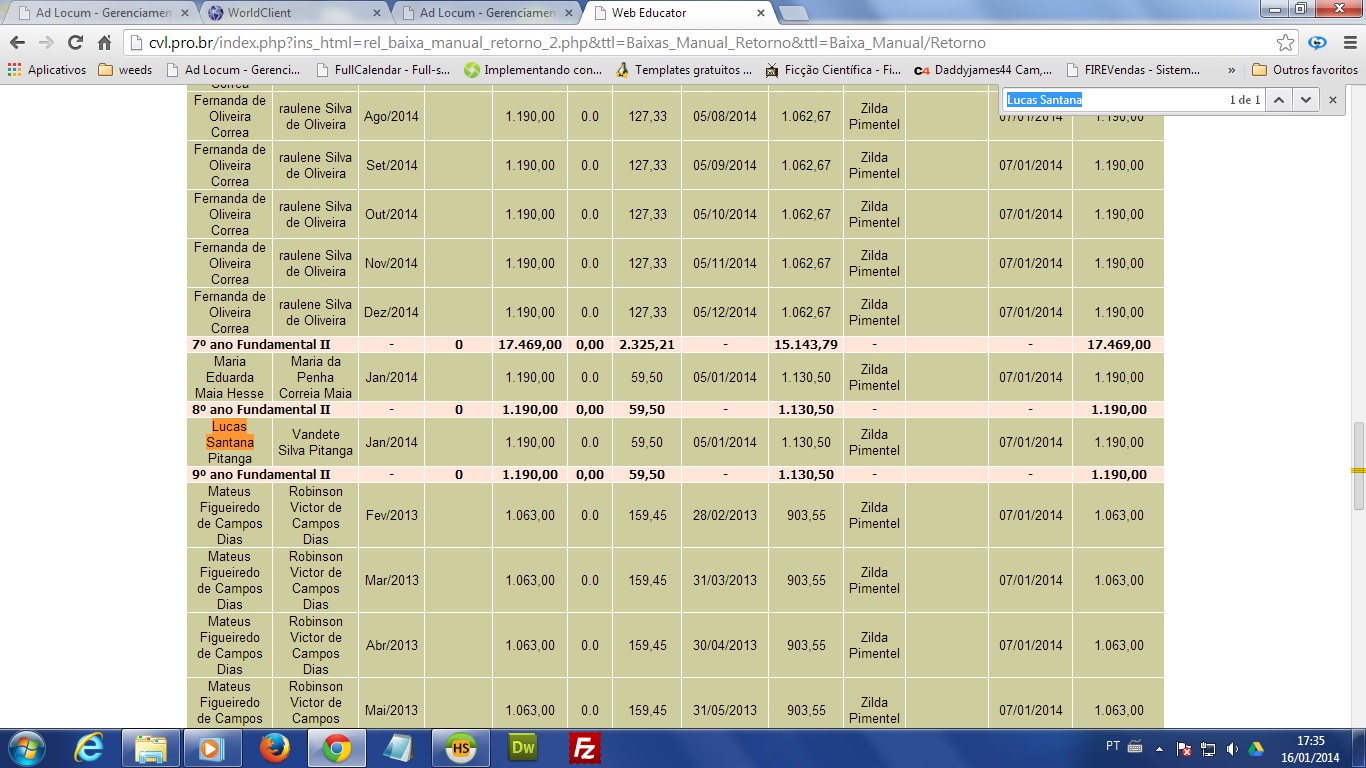 Ad Locum - Gerenciamen
WorldClient
Ad Locum - Gerenciamen
Web Educator
cvl.pro.br/index.php?ins_html=rel_baixa_manual_retorno_2.php&ttl=Baixas_Manual_Retorno&ttl=Baixa_Manual/Retorno
Aplicativos weeds Ad Locum - Gerenci... FullCalendar - Full-s... Implementando con... Templates gratuitos ... Ficção Científica - Fi... C4 Daddyjames44 Cam,... FIREVendas - Sistem... » Outros favoritos
Lucas Santana 1 de 1
Correa
Fernanda de
Oliveira
Correa
raulene Silva
de Oliveira
Ago/2014 1.190,00 0.0 127,33 05/08/2014 1.062,67
Zilda
Pimentel
07/01/2014 1.190,00
Fernanda de
Oliveira
Correa
raulene Silva
de Oliveira
Set/2014 1.190,00 0.0 127,33 05/09/2014 1.062,67
Zilda
Pimentel
07/01/2014 1.190,00
Fernanda de
Oliveira
Correa
raulene Silva
de Oliveira
Out/2014 1.190,00 0.0 127,33 05/10/2014 1.062,67
Zilda
Pimentel
07/01/2014 1.190,00
Fernanda de
Oliveira
Correa
raulene Silva
de Oliveira
Nov/2014 1.190,00 0.0 127,33 05/11/2014 1.062,67
Zilda
Pimentel
07/01/2014 1.190,00
Fernanda de
Oliveira
Correa
raulene Silva
de Oliveira
Dez/2014 1.190,00 0.0 127,33 05/12/2014 1.062,67
Zilda
Pimentel
07/01/2014 1.190,00
7º ano Fundamental II - 0 17.469,00 0,00 2.325,21 - 15.143,79 - - 17.469,00
Maria
Eduarda
Maia Hesse
Maria da
Penha
Correia Maia
Jan/2014 1.190,00 0.0 59,50 05/01/2014 1.130,50
Zilda
Pimentel
07/01/2014 1.190,00
8º ano Fundamental II - 0 1.190,00 0,00 59,50 - 1.130,50 - - 1.190,00
Lucas
Santana
Pitanga
Vandete
Silva Pitanga
Jan/2014 1.190,00 0.0 59,50 05/01/2014 1.130,50
Zilda
Pimentel
07/01/2014 1.190,00
9º ano Fundamental II - 0 1.190,00 0,00 59,50 - 1.130,50 - - 1.190,00
Mateus
Figueiredo
de Campos
Dias
Robinson
Victor de
Campos
Dias
Fev/2013 1.063,00 0.0 159,45 28/02/2013 903,55
Zilda
Pimentel
07/01/2014 1.063,00
Mateus
Figueiredo
de Campos
Dias
Robinson
Victor de
Campos
Dias
Mar/2013 1.063,00 0.0 159,45 31/03/2013 903,55
Zilda
Pimentel
07/01/2014 1.063,00
Mateus
Figueiredo
de Campos
Dias
Robinson
Victor de
Campos
Dias
Abr/2013 1.063,00 0.0 159,45 30/04/2013 903,55
Zilda
Pimentel
07/01/2014 1.063,00
Mateus
Figueiredo
de Campos
Robinson
Victor de
Campos
Mai/2013 1.063,00 0.0 159,45 31/05/2013 903,55
Zilda
Pimentel
07/01/2014 1.063,00
HS Dw Fz PT 17:35
16/01/2014